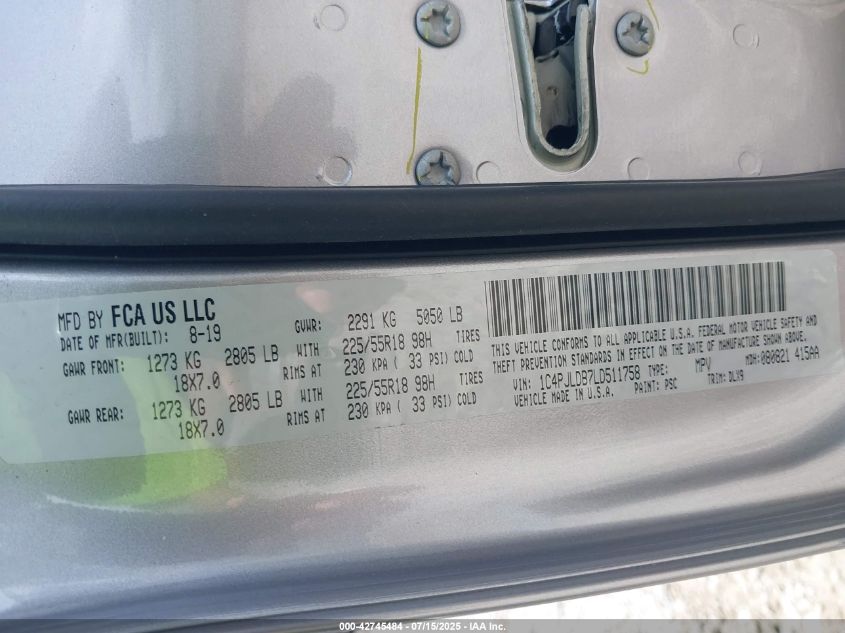 MFD BY FCA US LLC
DATE OF MFR(BUILT): 8-19 GVWR: 2291 KG 5050 LB
GAWR FRONT: 1273 KG 2805 LB WITH 225/55R18 98H TIRES
18X7.0 RIMS AT 230 KPA ( 33 PSI) COLD
GAWR REAR: 1273 KG 2805 LB WITH 225/55R18 98H TIRES
18X7.0 RIMS AT 230 KPA ( 33 PSI) COLD
THIS VEHICLE CONFORMS TO ALL APPLICABLE U.S.A. FEDERAL MOTOR VEHICLE SAFETY AND
THEFT PREVENTION STANDARDS IN EFFECT ON THE DATE OF MANUFACTURE SHOWN ABOVE.
VIN: 1C4PJLDB7LD511758 TYPE: MPV MDH: 080821 415AA
VEHICLE MADE IN U.S.A. PAINT: PSC TRIM: DLX9
000-42745484 - 07/15/2025 - IAA Inc.